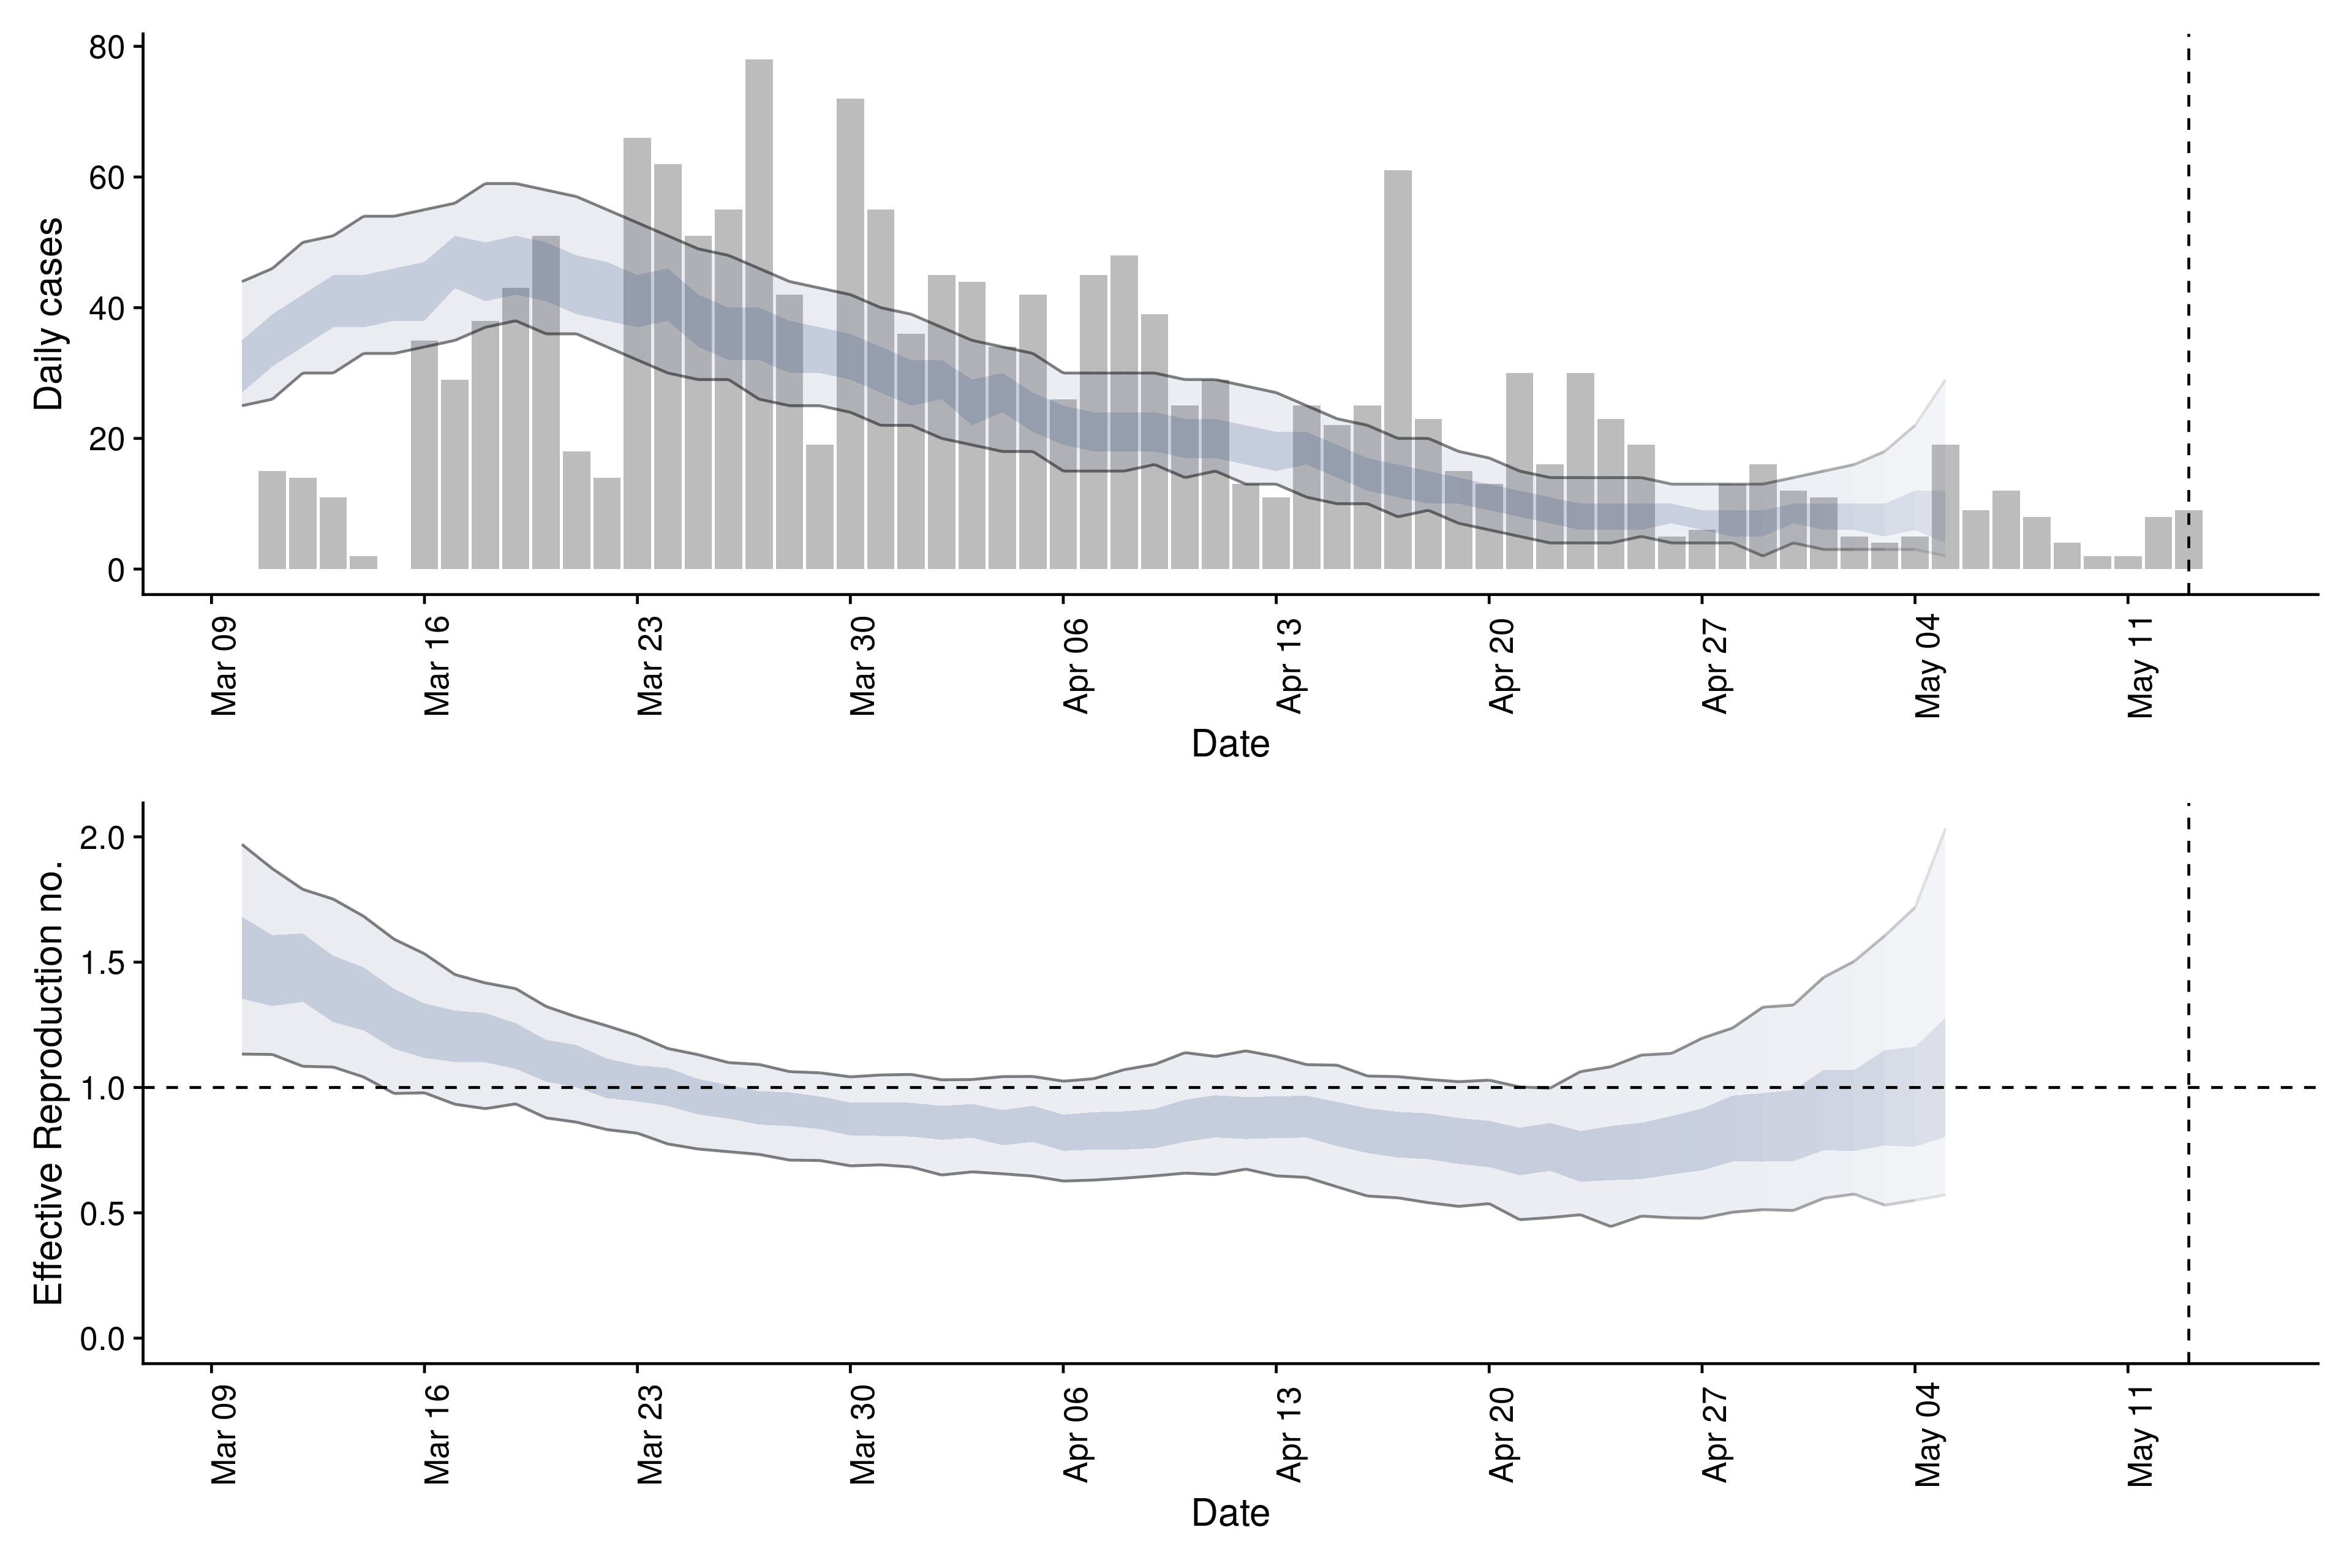 80
60
40
20
0
Daily cases
Mar 09
Mar 16
Mar 23
Mar 30
Apr 06
Apr 13
Apr 20
Apr 27
May 04
May 11
Date
2.0
1.5
1.0
0.5
0.0
Effective Reproduction no.
Mar 09
Mar 16
Mar 23
Mar 30
Apr 06
Apr 13
Apr 20
Apr 27
May 04
May 11
Date